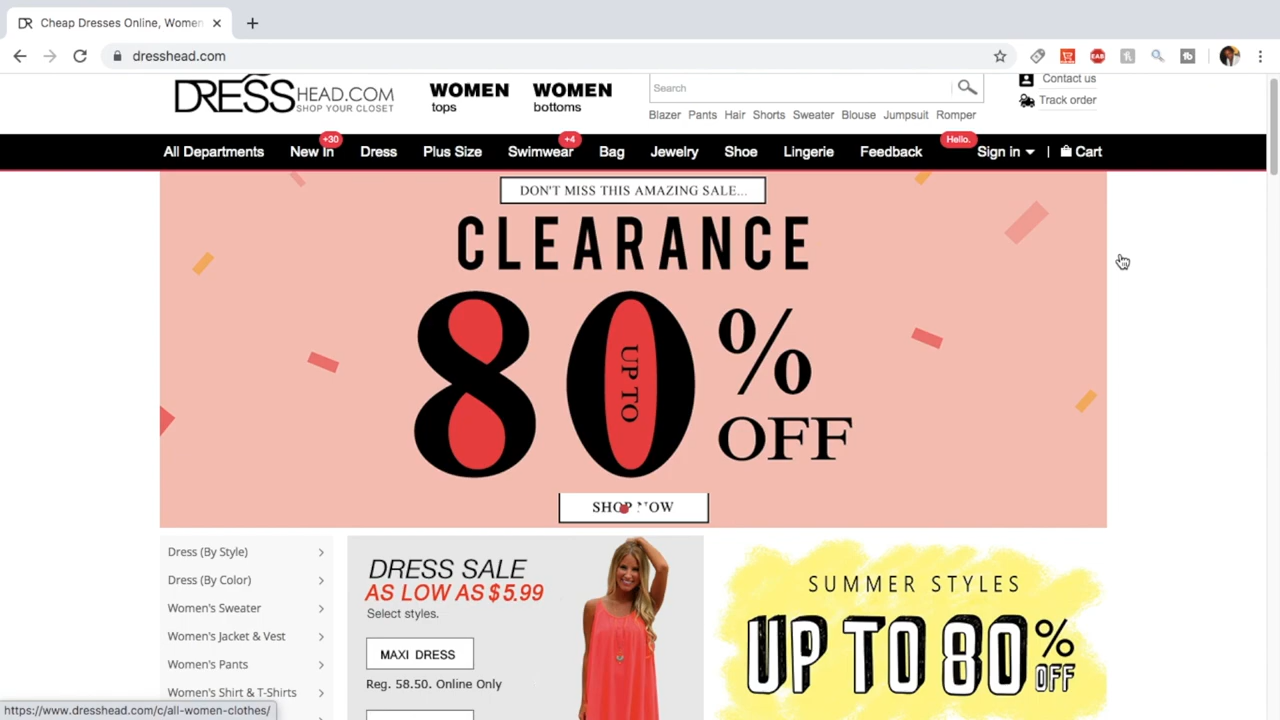 DR Cheap Dresses Online, Women
dresshead.com
DRESSHEAD.COM
SHOP YOUR CLOSET
WOMEN
tops
WOMEN
bottoms
Search
Blazer Pants Hair Shorts Sweater Blouse Jumpsuit Romper
Contact us
Track order
All Departments New In +30 Dress Plus Size Swimwear +4 Bag Jewelry Shoe Lingerie Feedback Hello. Sign in | Cart
DON'T MISS THIS AMAZING SALE...
CLEARANCE
80%
UP TO
OFF
SHOP NOW
Dress (By Style)
Dress (By Color)
Women's Sweater
Women's Jacket & Vest
Women's Pants
Women's Shirt & T-Shirts
DRESS SALE
AS LOW AS $5.99
Select styles.
MAXI DRESS
Reg. 58.50. Online Only
SUMMER STYLES
UP TO 80%
OFF
https://www.dresshead.com/c/all-women-clothes/